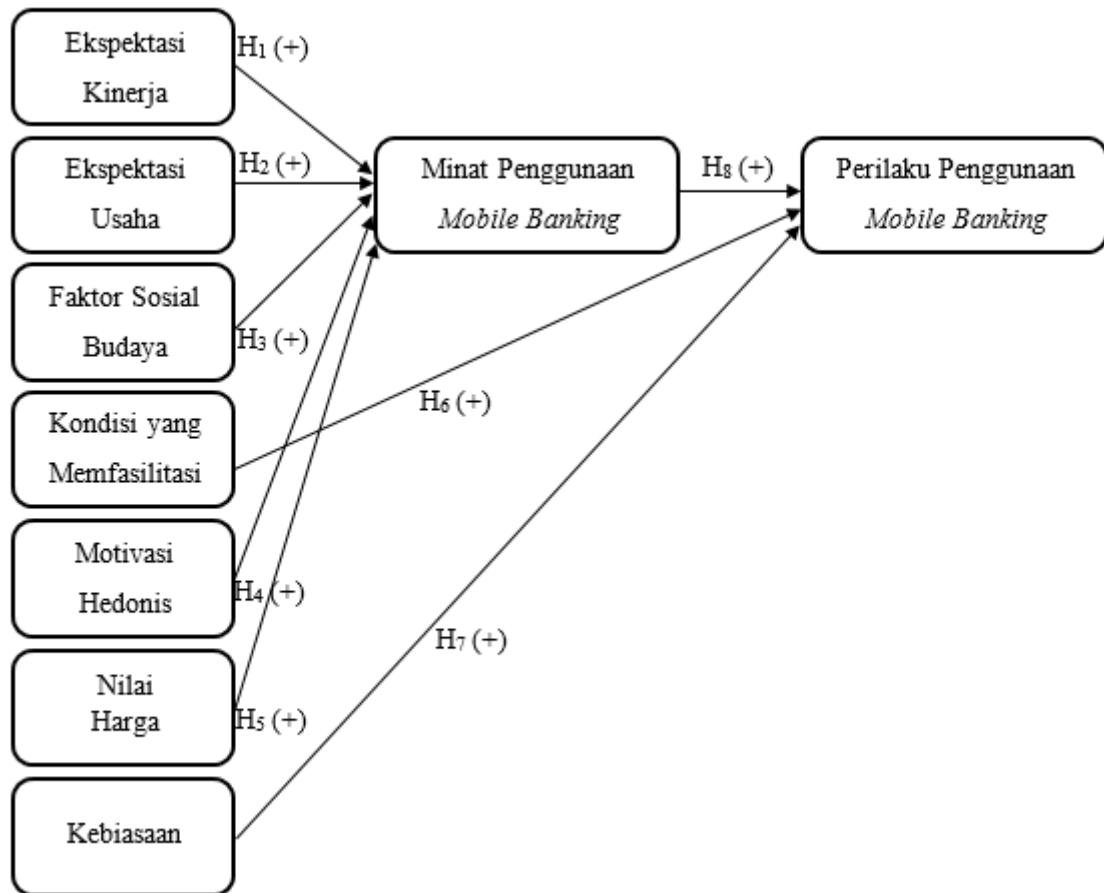 Ekspektasi
Kinerja
H₁ (+)
Ekspektasi
Usaha
H₂ (+)
Minat Penggunaan
Mobile Banking
H₈ (+)
Perilaku Penggunaan
Mobile Banking
Faktor Sosial
Budaya
H₃ (+)
Kondisi yang
Memfasilitasi
H₆ (+)
Motivasi
Hedonis
H₄ (+)
H₇ (+)
Nilai
Harga
H₅ (+)
Kebiasaan